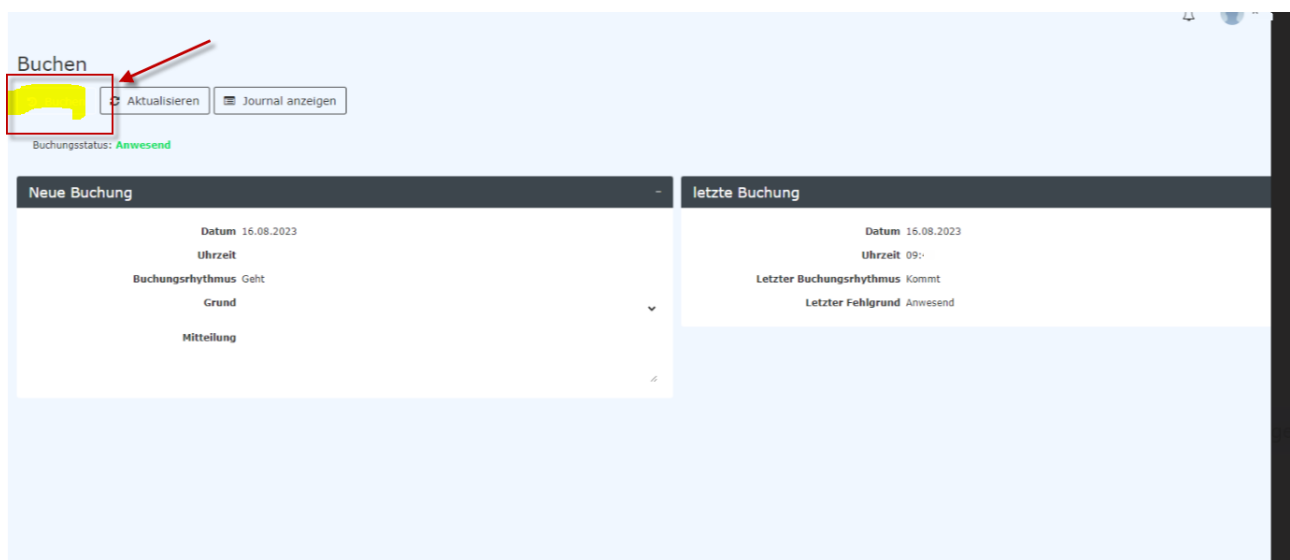 Buchen
Aktualisieren Journal anzeigen
Buchungsstatus: Anwesend
Neue Buchung
Datum 16.08.2023
Uhrzeit
Buchungsrhythmus Geht
Grund
Mitteilung
letzte Buchung
Datum 16.08.2023
Uhrzeit 09:
Letzter Buchungsrhythmus Kommt
Letzter Fehlgrund Anwesend